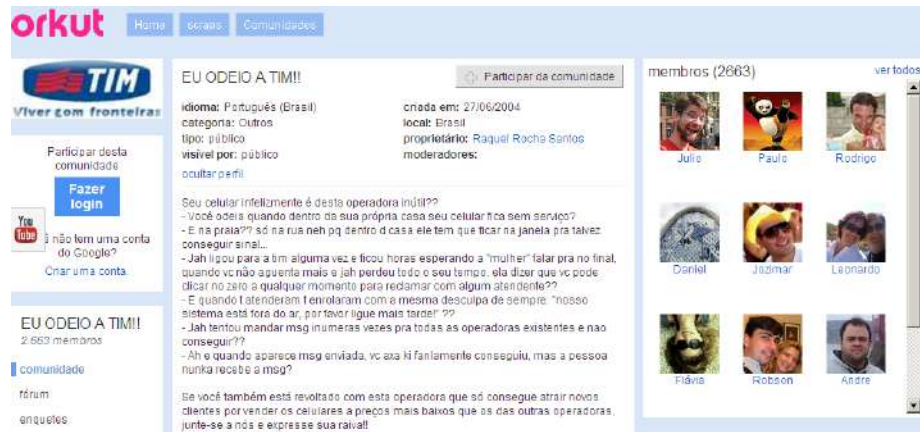 orkut
Home
scraps
Comunidades
TIM
Viver sem fronteiras
Participar desta
comunidade
Fazer
login
You
Tube
á não tem uma conta
do Google?
Criar uma conta.
EU ODEIO A TIM!!
2.663 membros
comunidade
fórum
enquetes
EU ODEIO A TIM!!
Participar da comunidade
idioma: Português (Brasil)
categoria: Outros
tipo: público
visível por: público
criada em: 27/06/2004
local: Brasil
proprietário: Raquel Rocha Santos
moderadores:
ocultar perfil
Seu celular infelizmente é desta operadora inútil??
- Você odeia quando dentro da sua própria casa seu celular fica sem serviço?
- E na praia?? só na rua neh pq dentro d casa ele tem que ficar na janela pra talvez
conseguir sinal...
- Jah ligou para a tim alguma vez e ficou horas esperando a "mulher" falar pra no final,
quando vc não aguenta mais e jah perdeu todo o seu tempo, ela dizer que vc pode
clicar no zero a qualquer momento para reclamar com algum atendente??
- E quando t atenderam t enrolaram com a mesma desculpa de sempre: "nosso
sistema está fora do ar, por favor ligue mais tarde!" ??
- Jah tentou mandar msg inumeras vezes pra todas as operadoras existentes e nao
conseguir??
- Ah e quando aparece msg enviada, vc axa ki finalmente conseguiu, mas a pessoa
nunka recebe a msg?
Se você também está revoltado com esta operadora que só consegue atrair novos
clientes por vender os celulares a preços mais baixos que os das outras operadoras,
junte-se a nós e expresse sua raiva!!
membros (2663)
ver todos
Julio
Paulo
Rodrigo
Daniel
Jozimar
Leonardo
Flávia
Robson
Andre